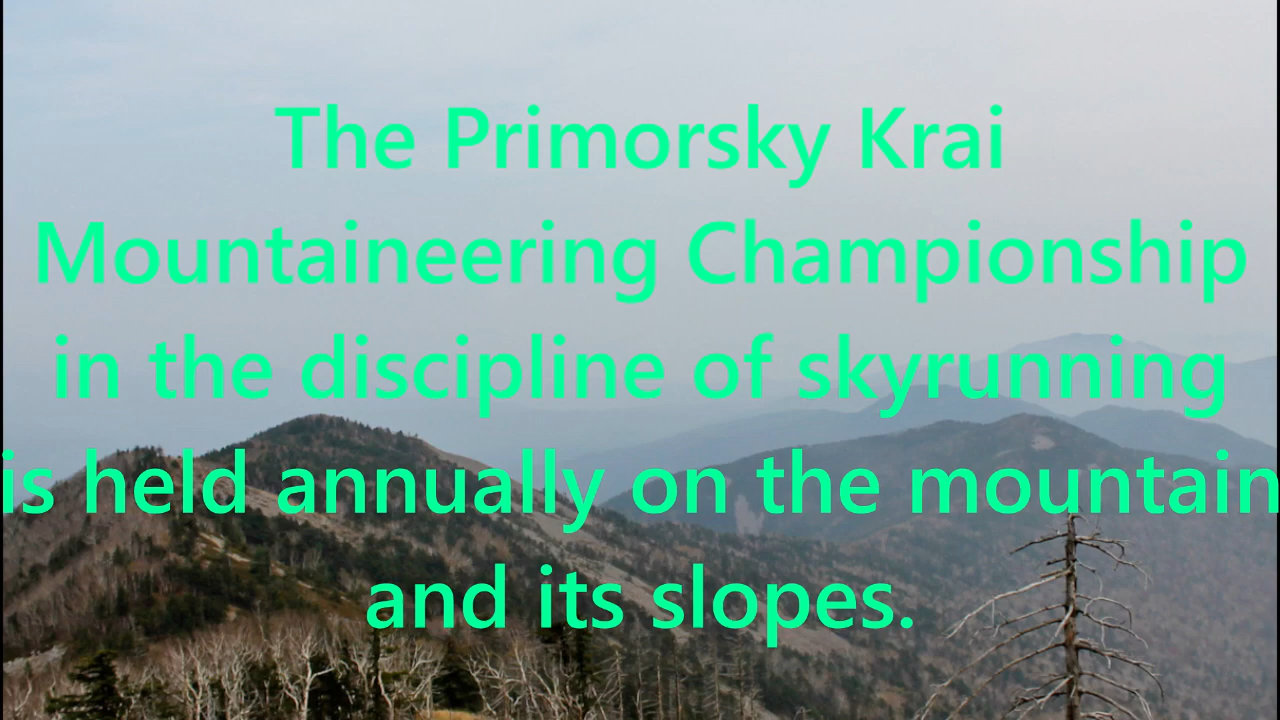 The Primorsky Krai
Mountaineering Championship
in the discipline of skyrunning
is held annually on the mountain
and its slopes.